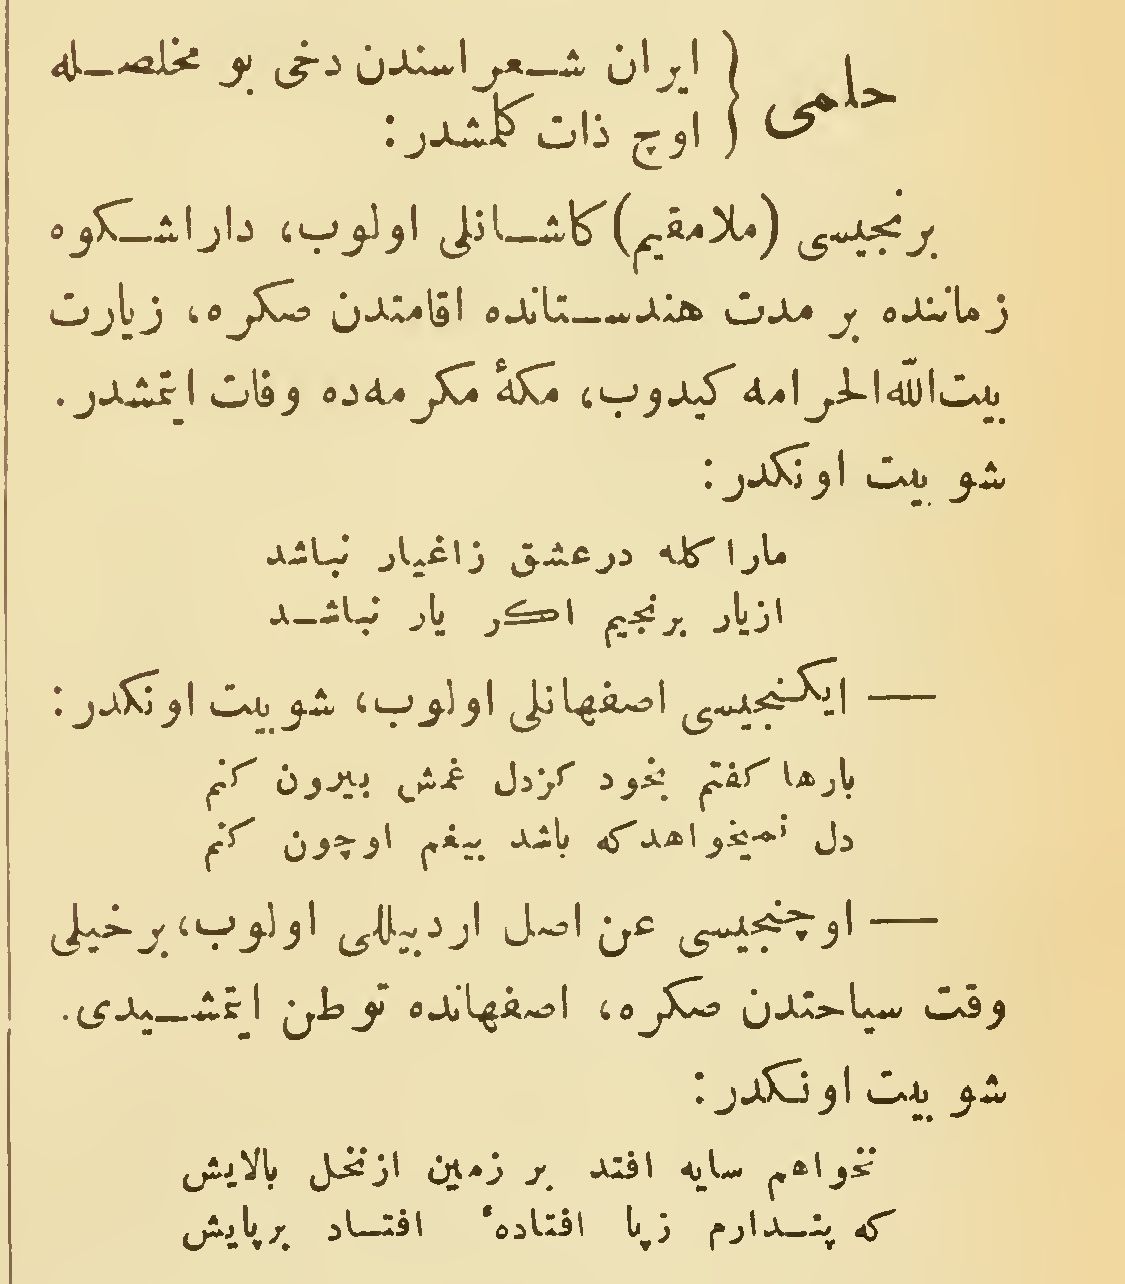 حلمی } ایران شعراسندن دخی بو مخلصله
اوچ ذات کلمشدر:
برنجیسی (ملامقیم) کاشانلی اولوب، داراشکوه
زماننده بر مدت هندستانده اقامتدن صکره، زیارت
بیت‌الله‌الحرامه کیدوب، مکهٔ مکرمه‌ده وفات ایتمشدر.
شو بیت اونکدر:
مارا کله درعشق زاغیار نباشد
ازیار برنجیم اکر یار نباشد
— ایکنجیسی اصفهانلی اولوب، شو بیت اونکدر:
بارها کفتم بخود کزدل غمش بیرون کنم
دل نمیخواهدکه باشد بیغم اوچون کنم
— اوچنجیسی عن اصل اردبیللی اولوب، برخیلی
وقت سیاحتدن صکره، اصفهانده توطن ایتمشیدی.
شو بیت اونکدر:
نخواهم سایه افتد بر زمین ازنخل بالایش
که پندارم زپا افتادهٔ افتاد برپایش